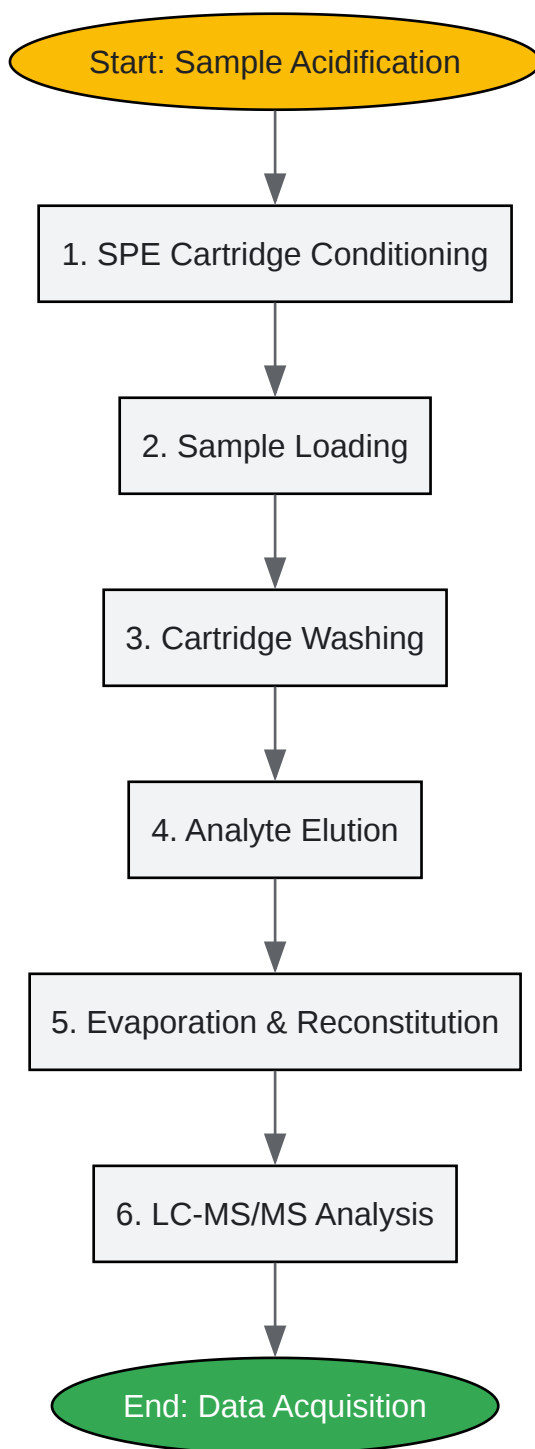 Start: Sample Acidification
1. SPE Cartridge Conditioning
2. Sample Loading
3. Cartridge Washing
4. Analyte Elution
5. Evaporation & Reconstitution
6. LC-MS/MS Analysis
End: Data Acquisition